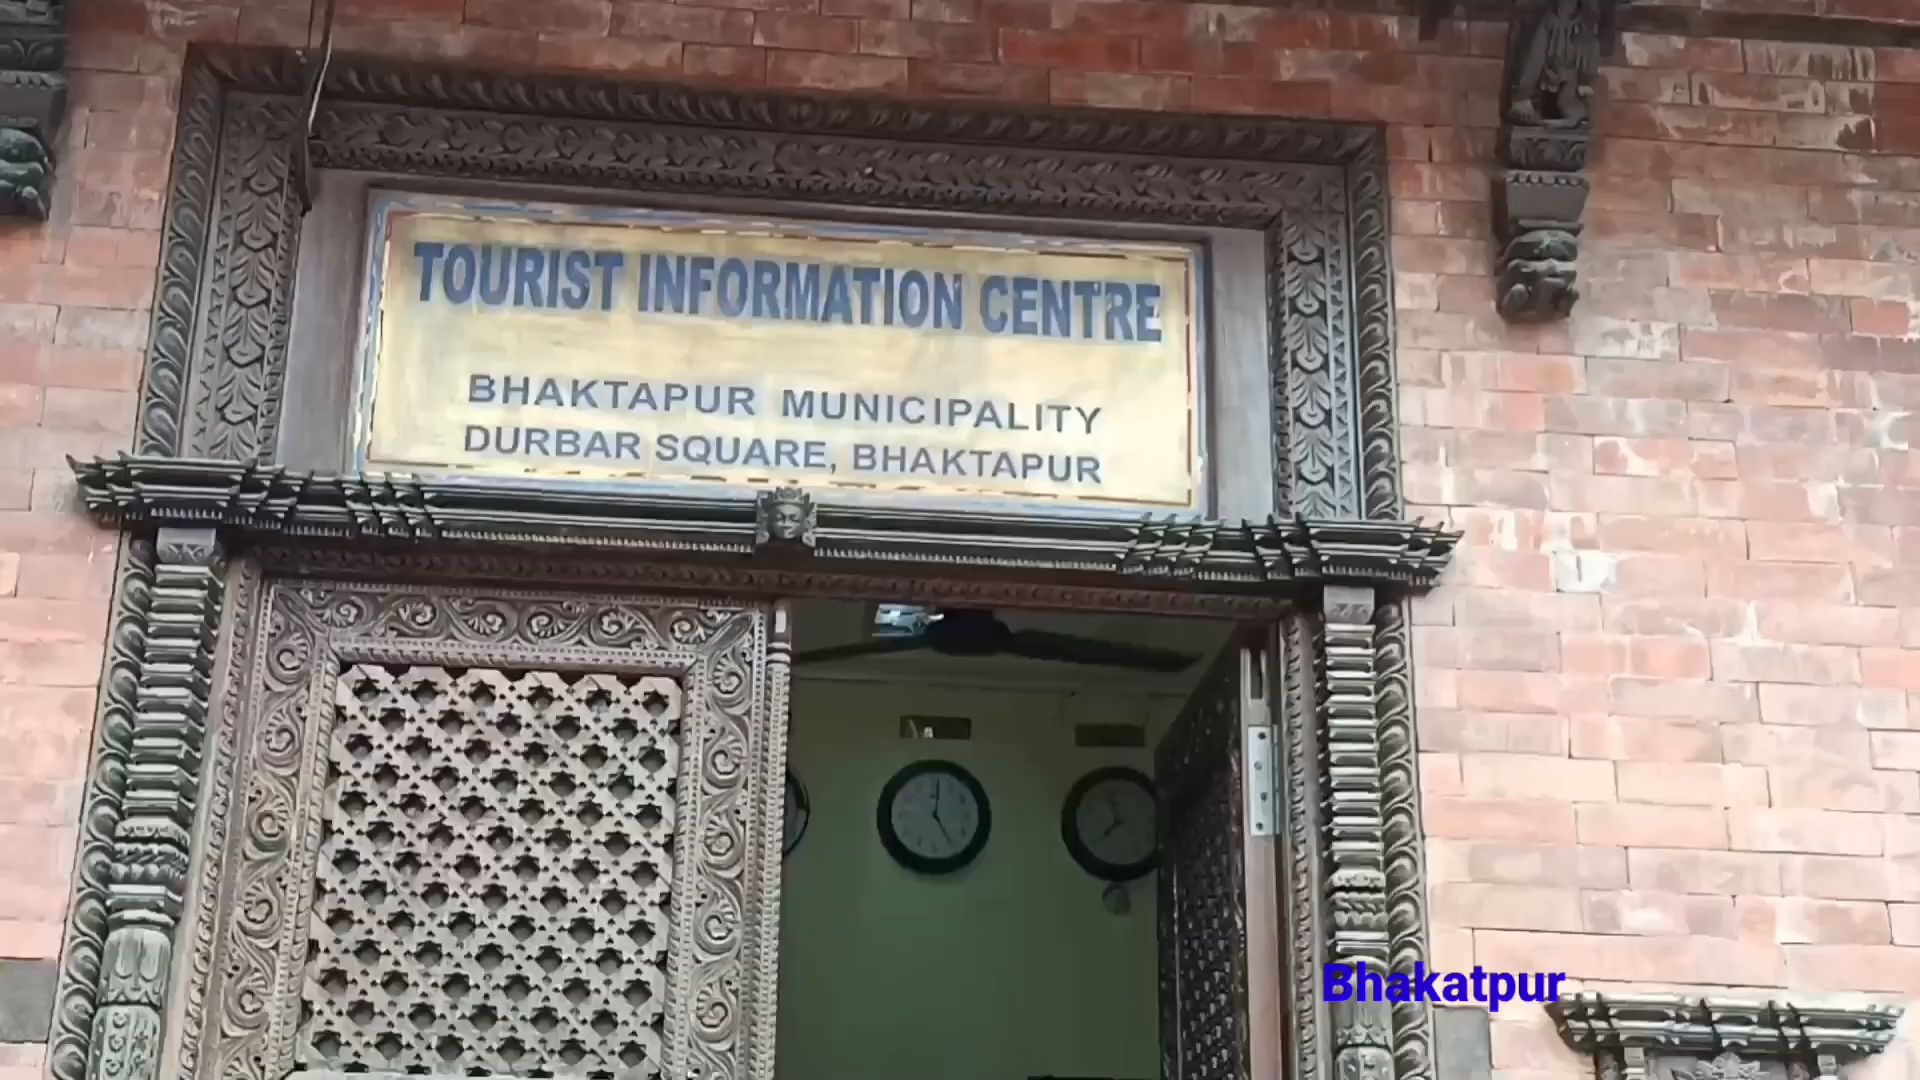 TOURIST INFORMATION CENTRE
BHAKTAPUR MUNICIPALITY
DURBAR SQUARE, BHAKTAPUR
Bhakatpur